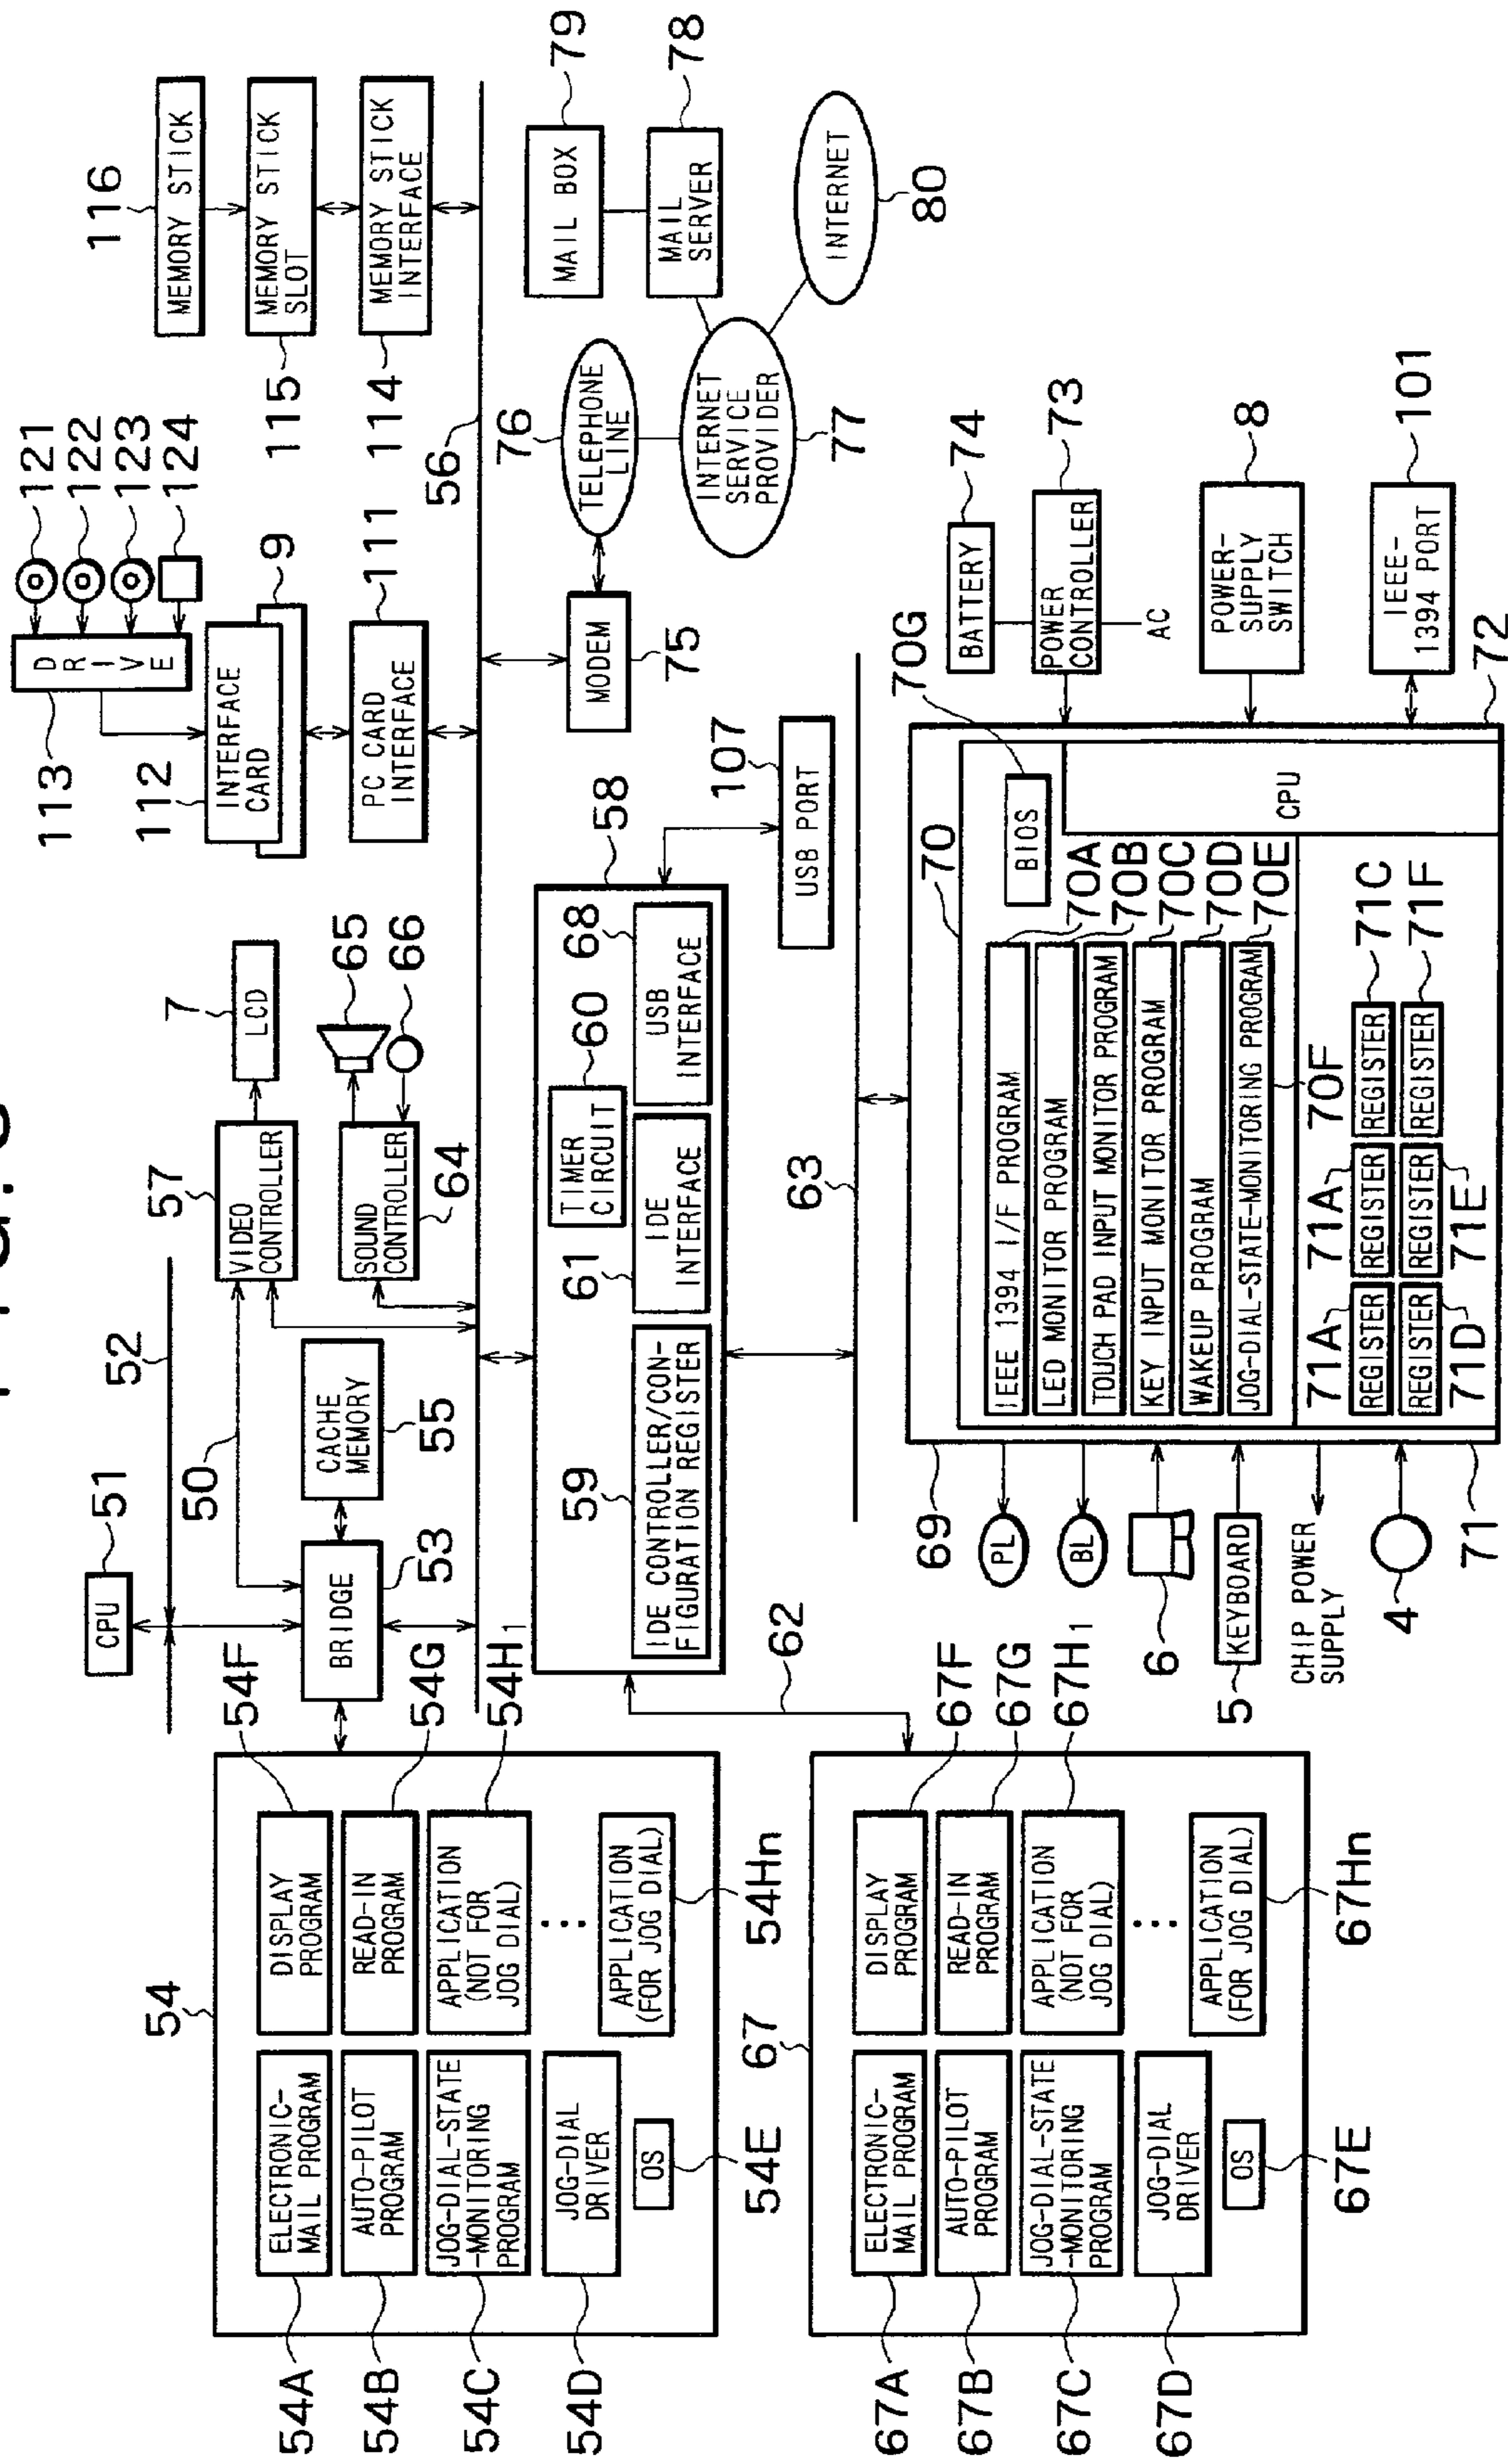 51
CPU
52
50
57
VIDEO
CONTROLLER
7
LCD
65
66
SOUND
CONTROLLER
64
CACHE
MEMORY
55
BRIDGE
53
113
DRIVE
121
122
123
124
112
INTERFACE
CARD
9
PC CARD
INTERFACE
111
116
MEMORY STICK
MEMORY STICK
SLOT
115
MEMORY STICK
INTERFACE
114
56
54
54F
54G
54H1
ELECTRONIC-
MAIL PROGRAM
DISPLAY
PROGRAM
AUTO-PILOT
PROGRAM
READ-IN
PROGRAM
JOG-DIAL-STATE
-MONITORING
PROGRAM
APPLICATION
(NOT FOR
JOG DIAL)
JOG-DIAL
DRIVER
APPLICATION
(FOR JOG DIAL)
OS
54A
54B
54C
54D
54E
54Hn
58
59
IDE CONTROLLER/CON-
FIGURATION REGISTER
61
IDE
INTERFACE
TIMER
CIRCUIT
60
68
USB
INTERFACE
107
USB PORT
62
63
MODEM
75
76
TELEPHONE
LINE
INTERNET
SERVICE
PROVIDER
77
MAIL BOX
79
MAIL
SERVER
78
INTERNET
80
67
67F
67G
67H1
ELECTRONIC-
MAIL PROGRAM
DISPLAY
PROGRAM
AUTO-PILOT
PROGRAM
READ-IN
PROGRAM
JOG-DIAL-STATE
-MONITORING
PROGRAM
APPLICATION
(NOT FOR
JOG DIAL)
JOG-DIAL
DRIVER
APPLICATION
(FOR JOG DIAL)
OS
67A
67B
67C
67D
67E
67Hn
69
PL
BL
6
5
KEYBOARD
CHIP POWER
SUPPLY
4
71
70
70G
BIOS
IEEE 1394 I/F PROGRAM
70A
LED MONITOR PROGRAM
70B
TOUCH PAD INPUT MONITOR PROGRAM
70C
KEY INPUT MONITOR PROGRAM
70D
WAKEUP PROGRAM
70E
JOG-DIAL-STATE-MONITORING PROGRAM
70F
CPU
71A
71A
71C
REGISTER
REGISTER
REGISTER
REGISTER
REGISTER
REGISTER
71D
71E
71F
72
BATTERY
74
POWER
CONTROLLER
73
AC
POWER-
SUPPLY
SWITCH
8
IEEE-
1394 PORT
101